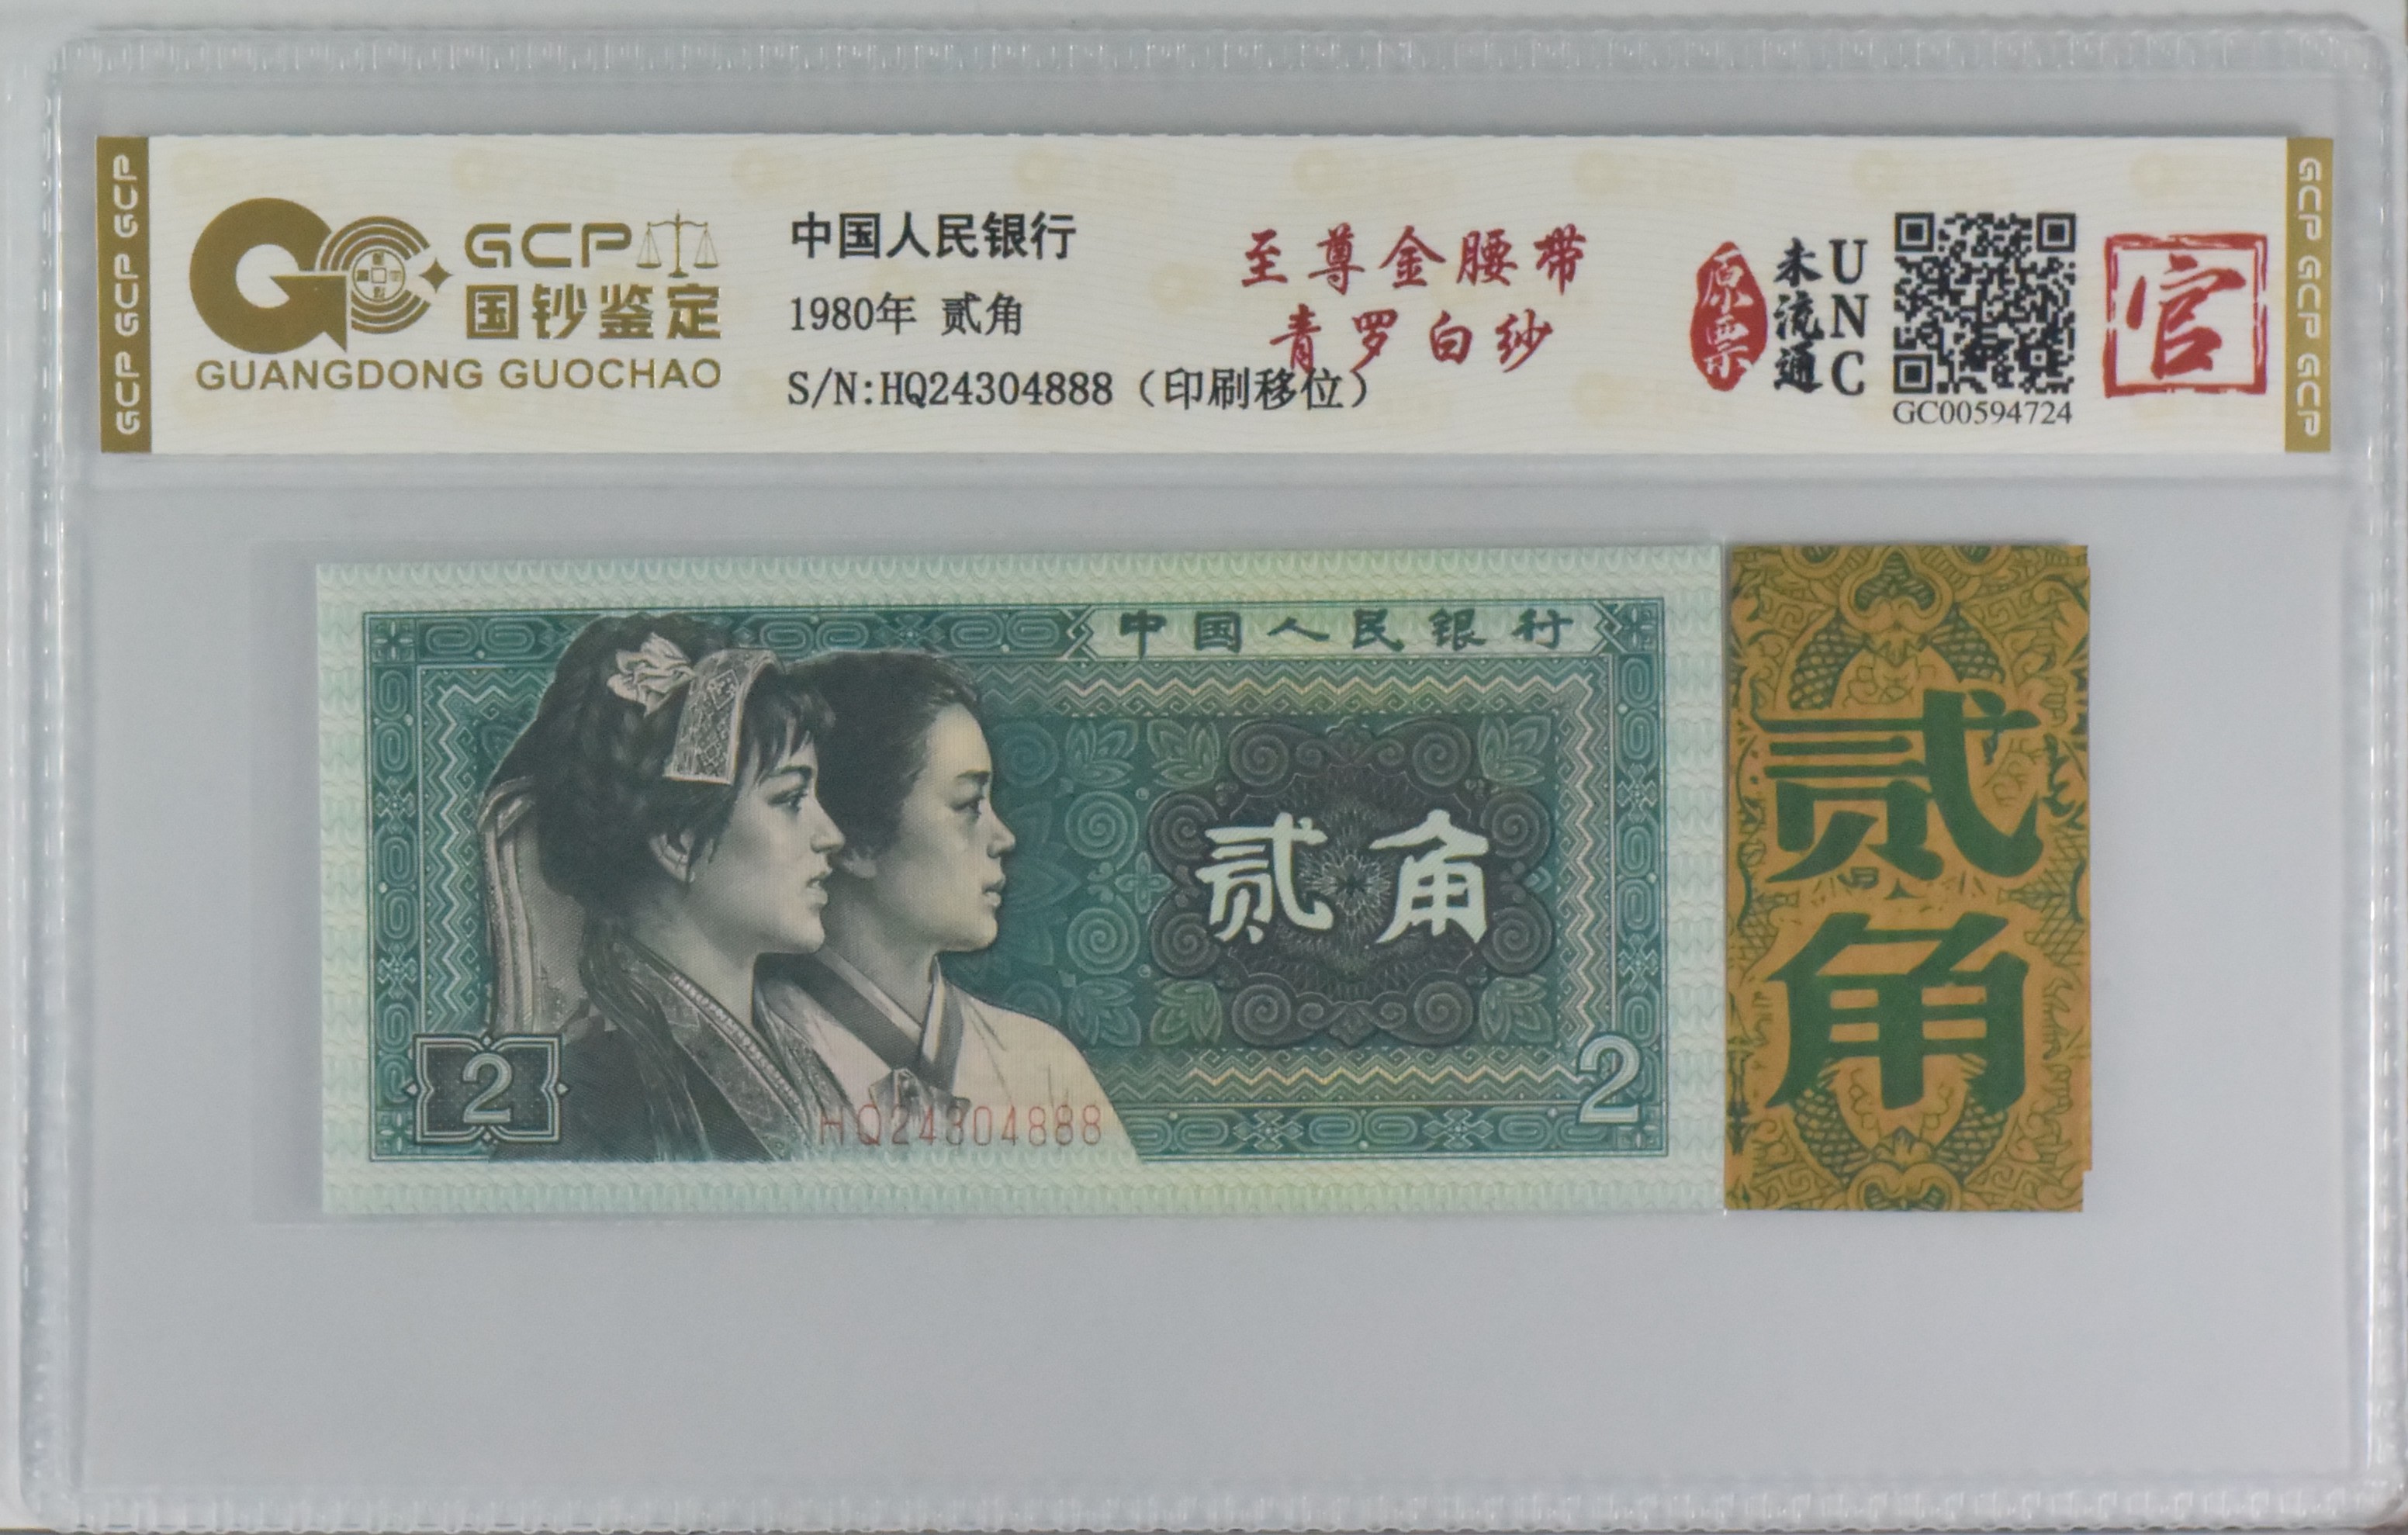 GCP GCP GCP
GCP
国钞鉴定
GUANGDONG GUOCHAO
中国人民银行
1980年 贰角
S/N:HQ24304888（印刷移位）
至尊金腰带
青罗白纱
原票
未流通
UNC
GC00594724
官
GCP GCP GCP
中国人民银行
贰角
2
2
HQ24304888
贰角